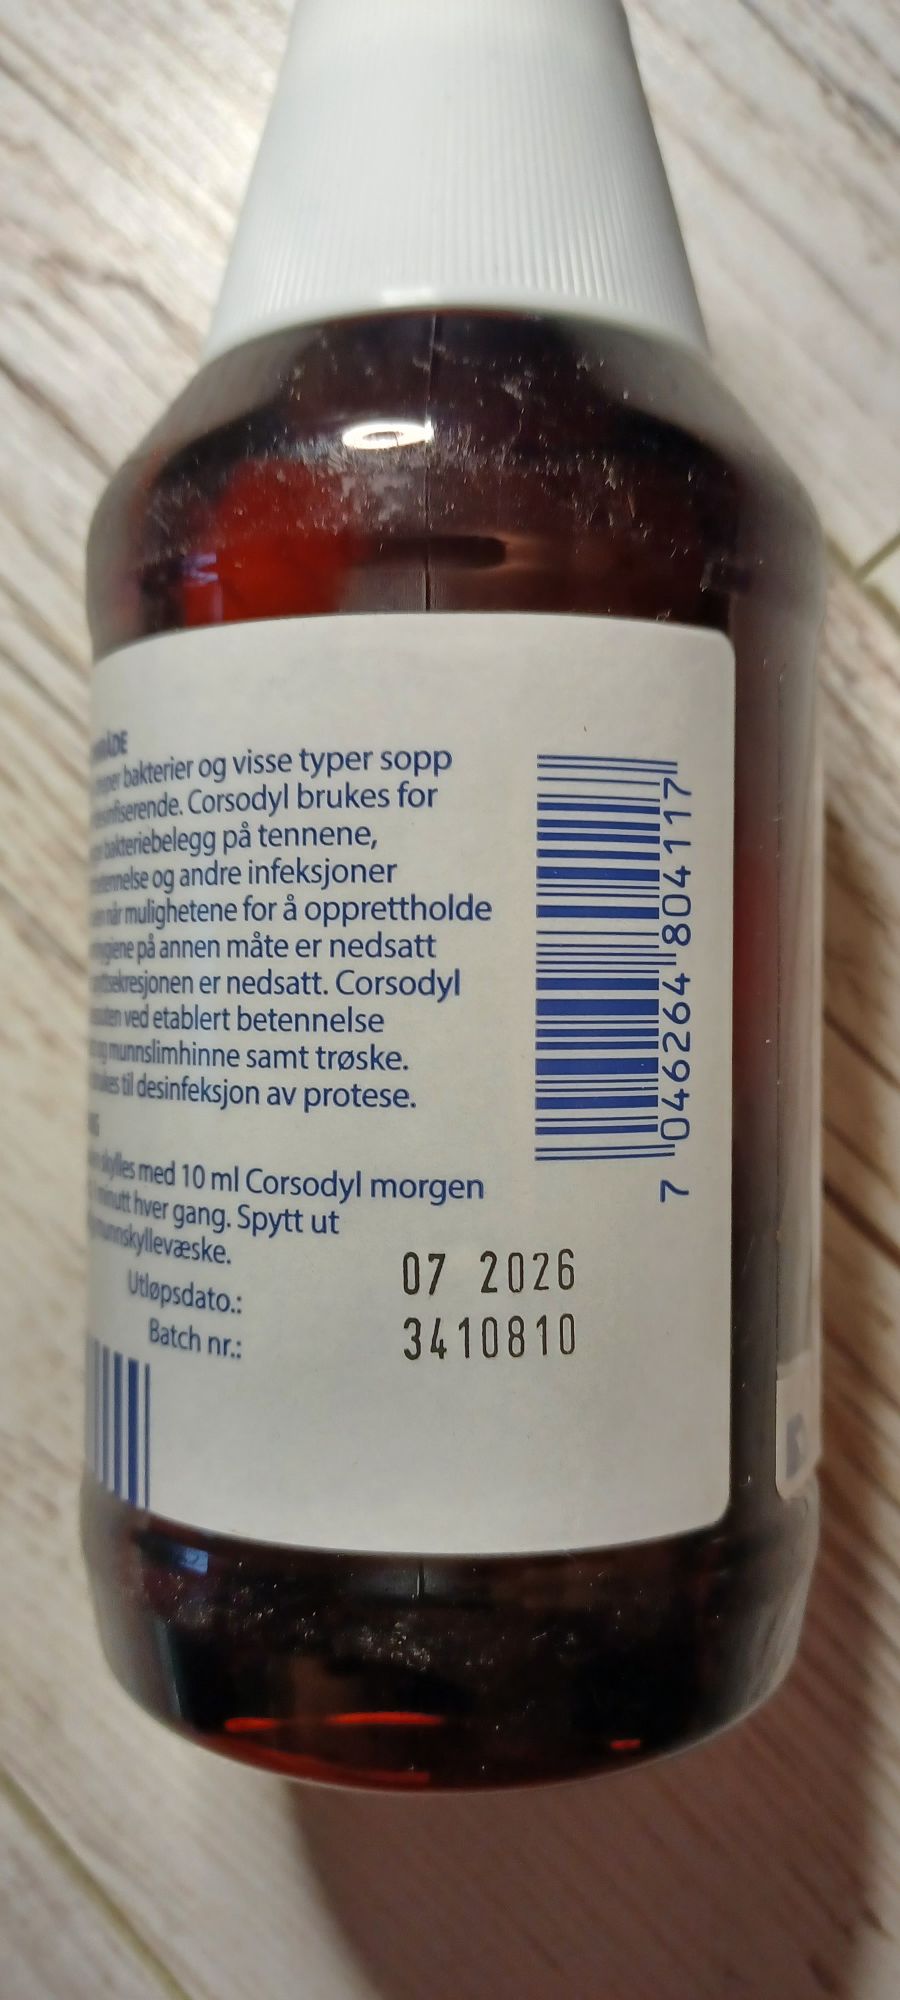 bakterier og visse typer sopp
Corsodyl brukes for
bakteriebelegg på tennene,
og andre infeksjoner
når mulighetene for å opprettholde
på annen måte er nedsatt
er nedsatt. Corsodyl
ved etablert betennelse
og munnslimhinne samt trøske.
til desinfeksjon av protese.
skylles med 10 ml Corsodyl morgen
minutt hver gang. Spytt ut
munnskyllevæske.
Utløpsdato.: 07 2026
Batch nr.: 3410810
7 046264 804117